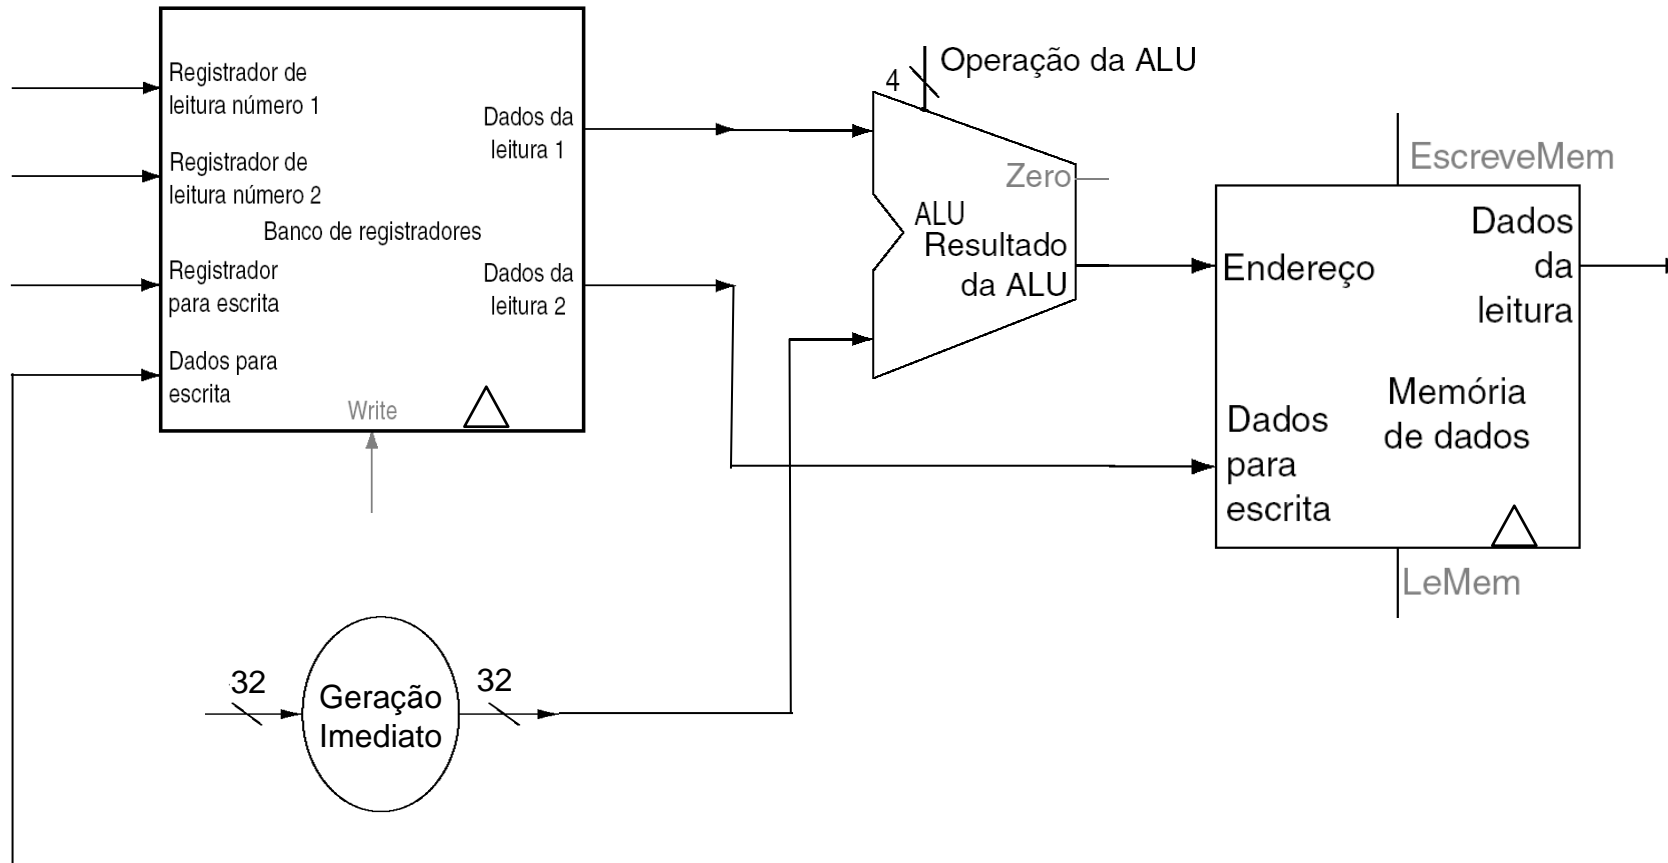 Registrador de
leitura número 1
Registrador de
leitura número 2
Banco de registradores
Registrador
para escrita
Dados para
escrita
Write
Dados da
leitura 1
Dados da
leitura 2
4
Operação da ALU
Zero
ALU
Resultado
da ALU
EscreveMem
Endereço
Dados
da
leitura
Memória
de dados
Dados
para
escrita
LeMem
32
Geração
Imediato
32